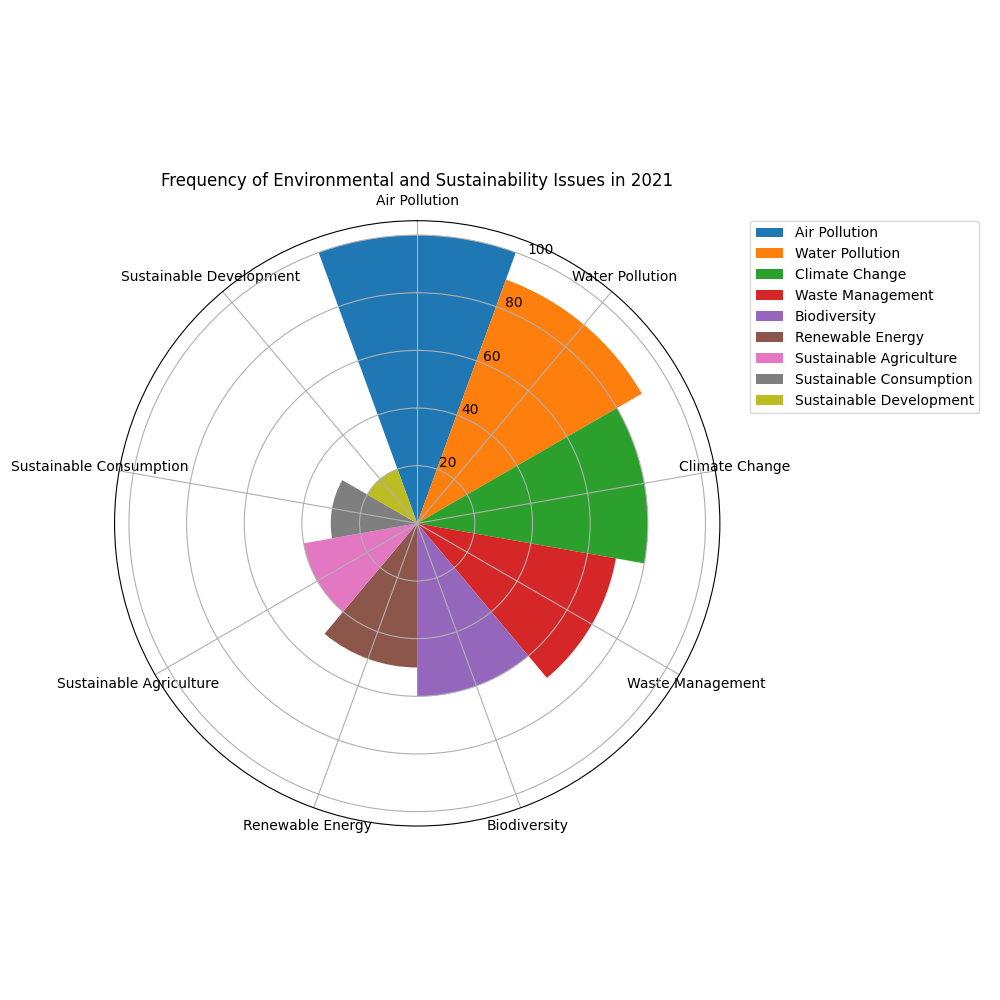 Frequency of Environmental and Sustainability Issues in 2021
Air Pollution
Water Pollution
Climate Change
Waste Management
Biodiversity
Renewable Energy
Sustainable Agriculture
Sustainable Consumption
Sustainable Development
100
80
60
40
20
Air Pollution
Water Pollution
Climate Change
Waste Management
Biodiversity
Renewable Energy
Sustainable Agriculture
Sustainable Consumption
Sustainable Development